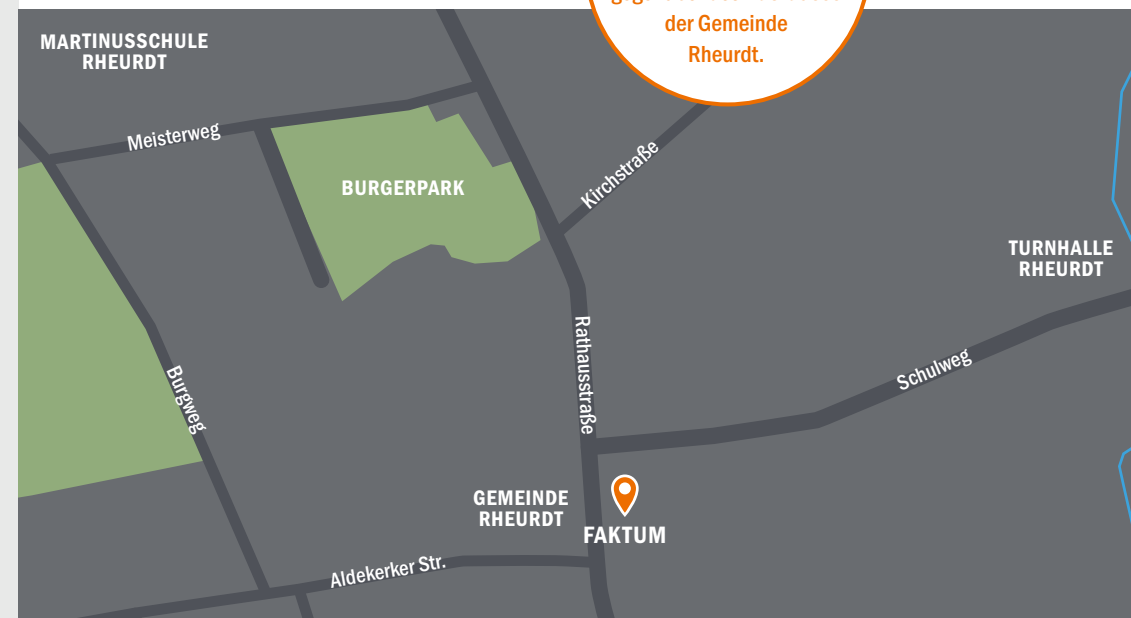 der Gemeinde
Rheurdt.
MARTINUSSCHULE
RHEURDT
Meisterweg
BURGERPARK
Kirchstraße
TURNHALLE
RHEURDT
Rathausstraße
Schulweg
Burgweg
GEMEINDE
RHEURDT
FAKTUM
Aldekerker Str.